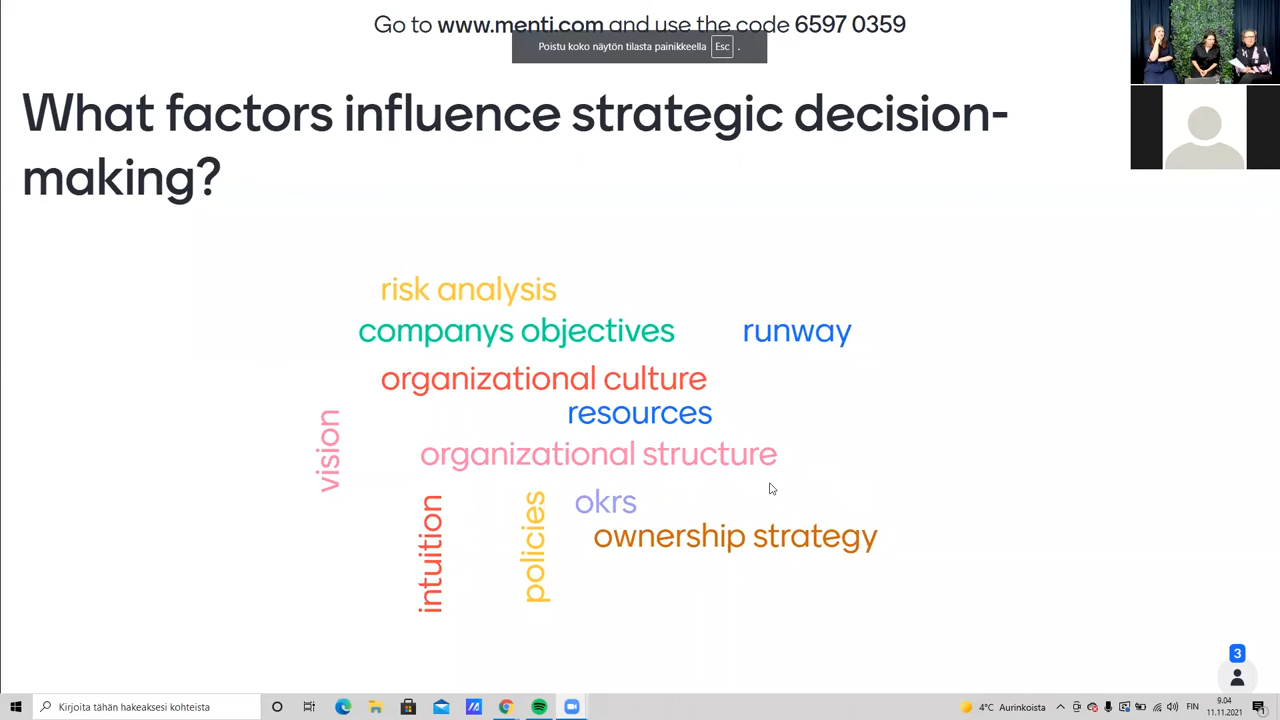 Go to www.menti.com and use the code 6597 0359
Poistu koko näytön tilasta painikkeella Esc .
What factors influence strategic decision-
making?
risk analysis
companys objectives
runway
organizational culture
resources
vision
organizational structure
intuition
policies
okrs
ownership strategy
3
Kirjoita tähän hakeaksesi kohteista
4°C Aurinkoista
FIN
9.04
11.11.2021
1